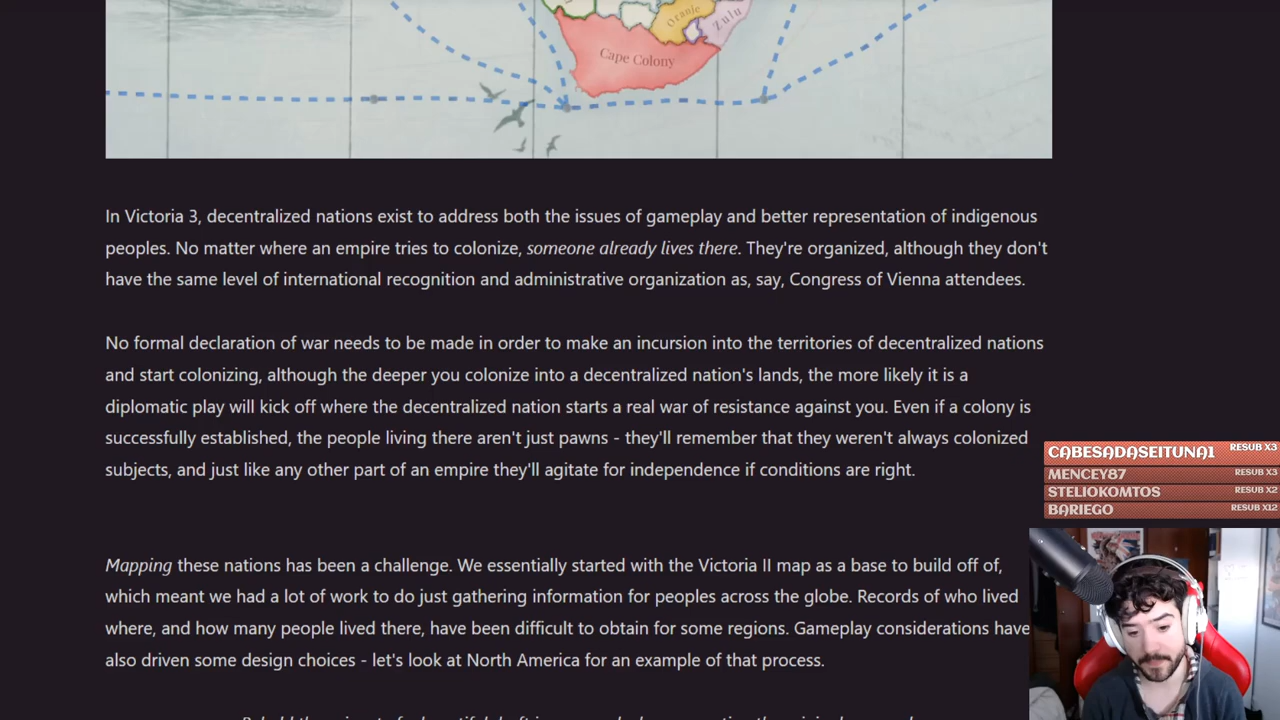 Oranje
Zulu
Cape Colony
In Victoria 3, decentralized nations exist to address both the issues of gameplay and better representation of indigenous
peoples. No matter where an empire tries to colonize, someone already lives there. They're organized, although they don't
have the same level of international recognition and administrative organization as, say, Congress of Vienna attendees.
No formal declaration of war needs to be made in order to make an incursion into the territories of decentralized nations
and start colonizing, although the deeper you colonize into a decentralized nation's lands, the more likely it is a
diplomatic play will kick off where the decentralized nation starts a real war of resistance against you. Even if a colony is
successfully established, the people living there aren't just pawns - they'll remember that they weren't always colonized
subjects, and just like any other part of an empire they'll agitate for independence if conditions are right.
CABESADASEITUNA1 RESUB X3
MENCEY87 RESUB X3
STELIOKOMTOS RESUB X2
BARIEGO RESUB X12
Mapping these nations has been a challenge. We essentially started with the Victoria II map as a base to build off of,
which meant we had a lot of work to do just gathering information for peoples across the globe. Records of who lived
where, and how many people lived there, have been difficult to obtain for some regions. Gameplay considerations have
also driven some design choices - let's look at North America for an example of that process.